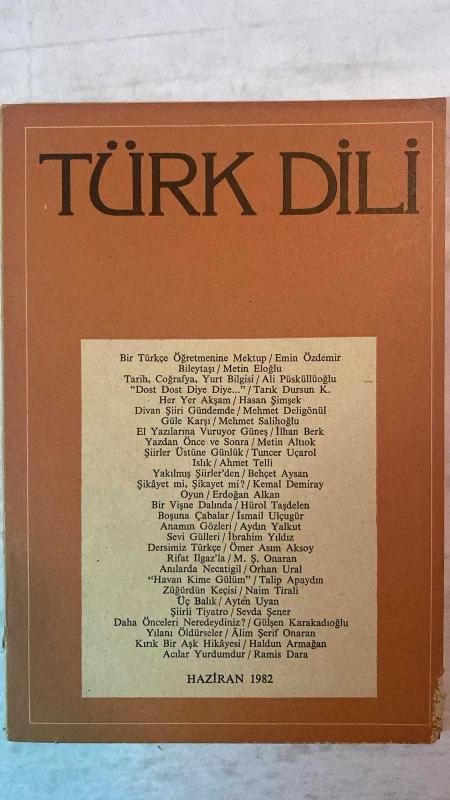 TÜRK DİLİ
Bir Türkçe Öğretmenine Mektup / Emin Özdemir
Bileytaşı / Metin Eloğlu
Tarih, Coğrafya, Yurt Bilgisi / Ali Püsküllüoğlu
"Dost Dost Diye Diye..." / Tarık Dursun K.
Her Yer Akşam / Hasan Şimşek
Divan Şiiri Gündemde / Mehmet Deligönül
Güle Karşı / Mehmet Salihoğlu
El Yazılarına Vuruyor Güneş / İlhan Berk
Yazdan Önce ve Sonra / Metin Altıok
Şiirler Üstüne Günlük / Tuncer Uçarol
Islık / Ahmet Telli
Yakılmış Şiirler'den / Behçet Aysan
Şikâyet mi, Şikayet mi? / Kemal Demiray
Oyun / Erdoğan Alkan
Bir Vişne Dalında / Hürol Taşdelen
Boşuna Çabalar / İsmail Ulçugür
Anamın Gözleri / Aydın Yalkut
Sevi Gülleri / İbrahim Yıldız
Dersimiz Türkçe / Ömer Asım Aksoy
Rifat Ilgaz'la / M. Ş. Onaran
Anılarda Necatigil / Orhan Ural
"Havan Kime Gülüm" / Talip Apaydın
Züğürdün Keçisi / Naim Tirali
Üç Balık / Ayten Uyan
Şiirli Tiyatro / Sevda Şener
Daha Önceleri Neredeydiniz? / Gülşen Karakadıoğlu
Yılanı Öldürseler / Âlim Şerif Onaran
Kırık Bir Aşk Hikâyesi / Haldun Armağan
Acılar Yurdumdur / Ramis Dara
HAZİRAN 1982